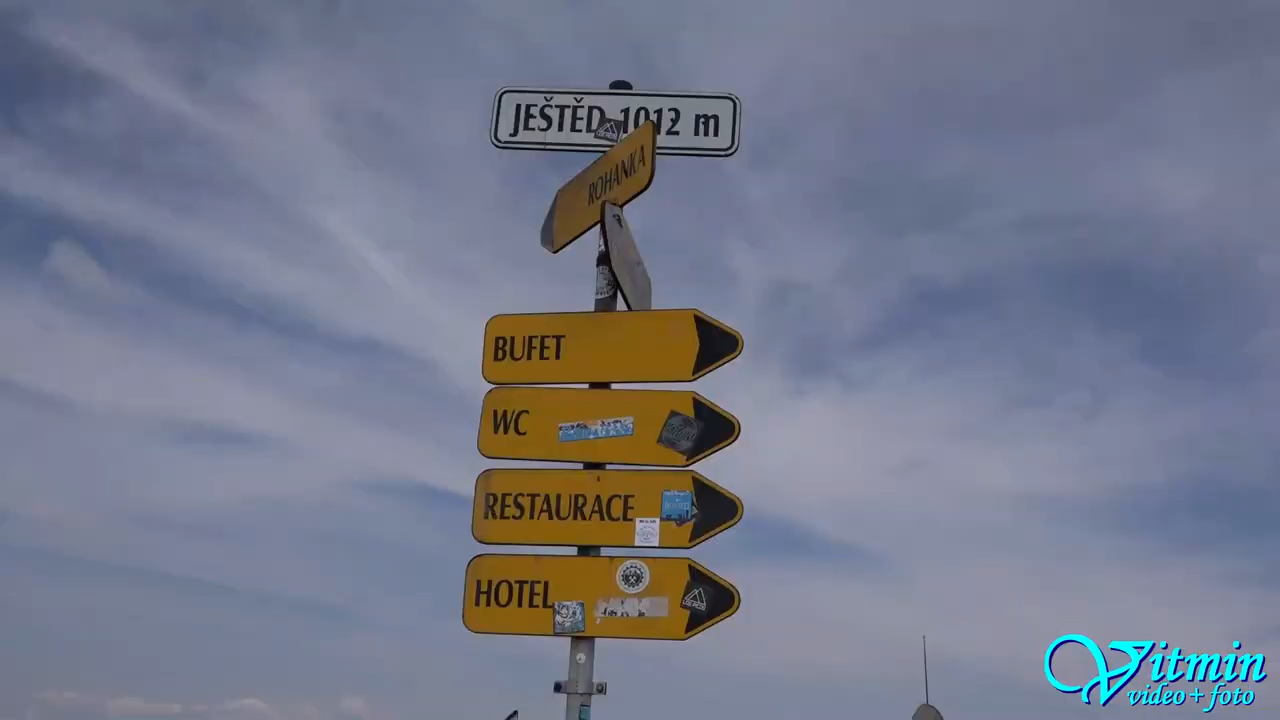 JEŠTĚD 1012 m
ROHANKA
BUFET
WC
RESTAURACE
HOTEL
Vitmin
video + foto